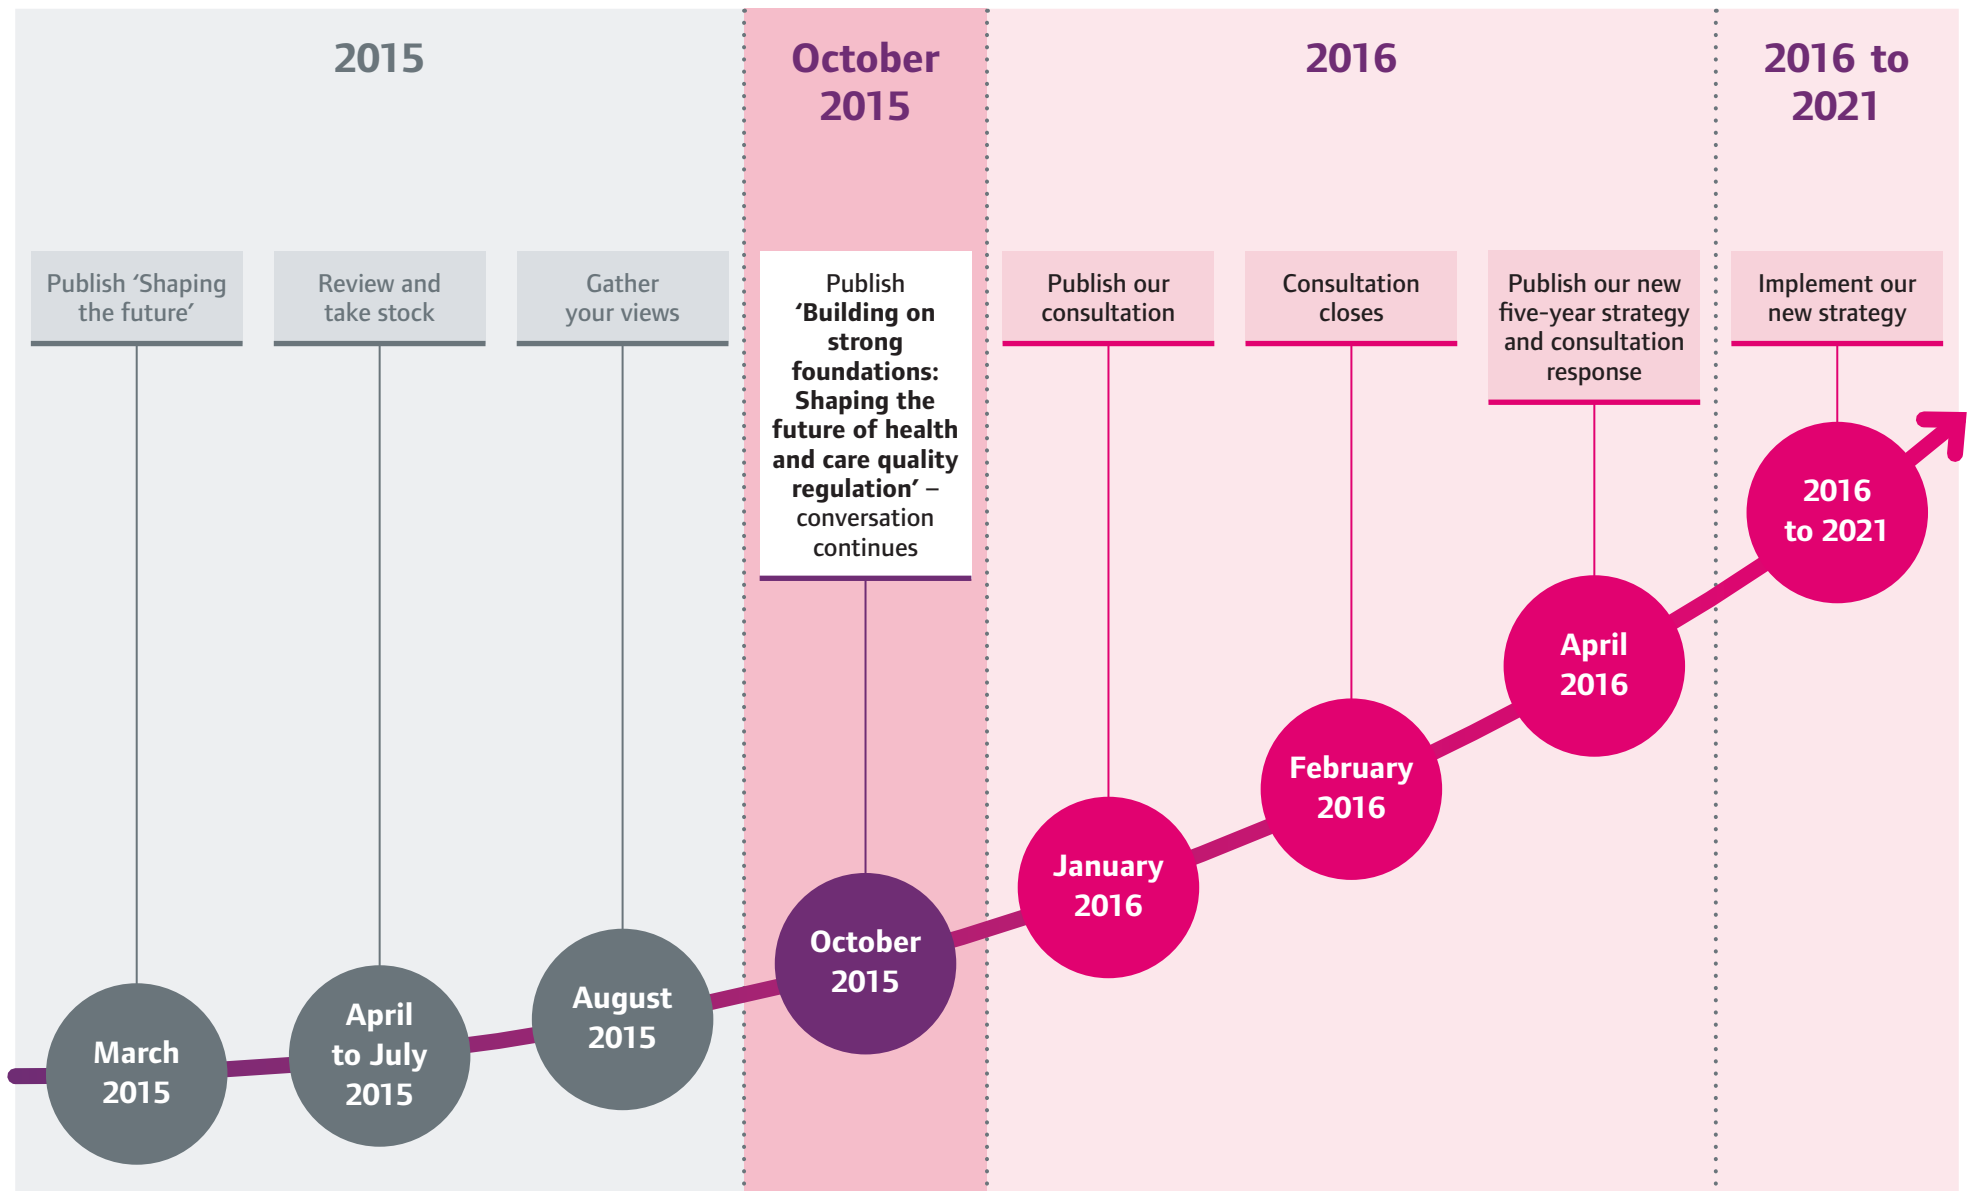 2015
October
2015
2016
2016 to
2021
Publish ‘Shaping
the future’
Review and
take stock
Gather
your views
Publish
‘Building on
strong
foundations:
Shaping the
future of health
and care quality
regulation’ –
conversation
continues
Publish our
consultation
Consultation
closes
Publish our new
five-year strategy
and consultation
response
Implement our
new strategy
March
2015
April
to July
2015
August
2015
October
2015
January
2016
February
2016
April
2016
2016
to 2021